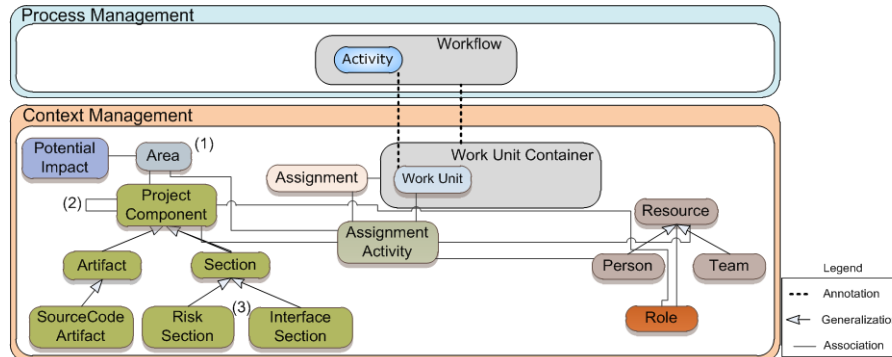 Process Management
Workflow
Activity
Context Management
Potential
Impact
Area
(1)
Work Unit Container
Assignment
Work Unit
(2)
Project
Component
Resource
Assignment
Activity
Artifact
Section
Person
Team
Legend
Annotation
SourceCode
Artifact
Risk
Section
(3)
Interface
Section
Role
Generalizatio
Association